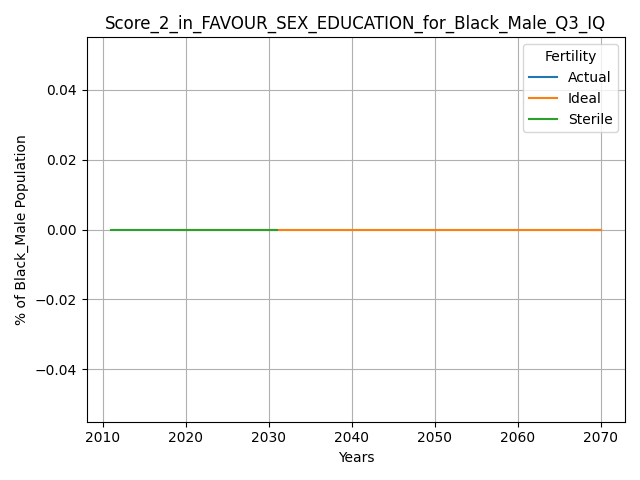 Score_2_in_FAVOUR_SEX_EDUCATION_for_Black_Male_Q3_IQ
Fertility
Actual
Ideal
Sterile
% of Black_Male Population
0.04
0.02
0.00
−0.02
−0.04
2010 2020 2030 2040 2050 2060 2070
Years